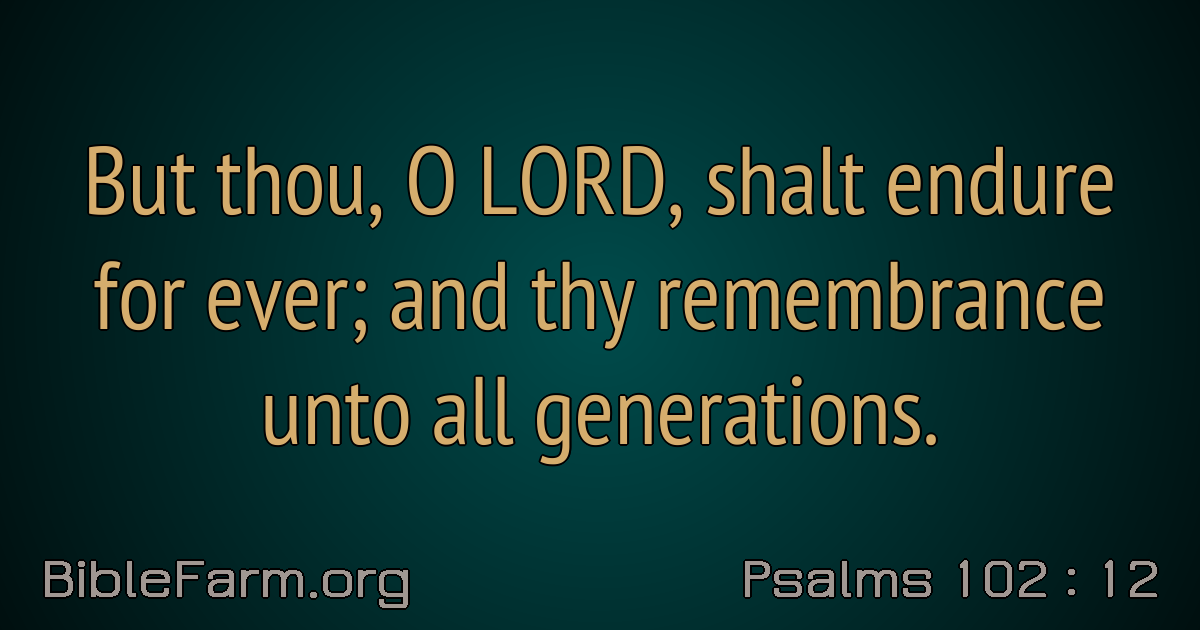 But thou, O LORD, shalt endure
for ever; and thy remembrance
unto all generations.
BibleFarm.org
Psalms 102 : 12